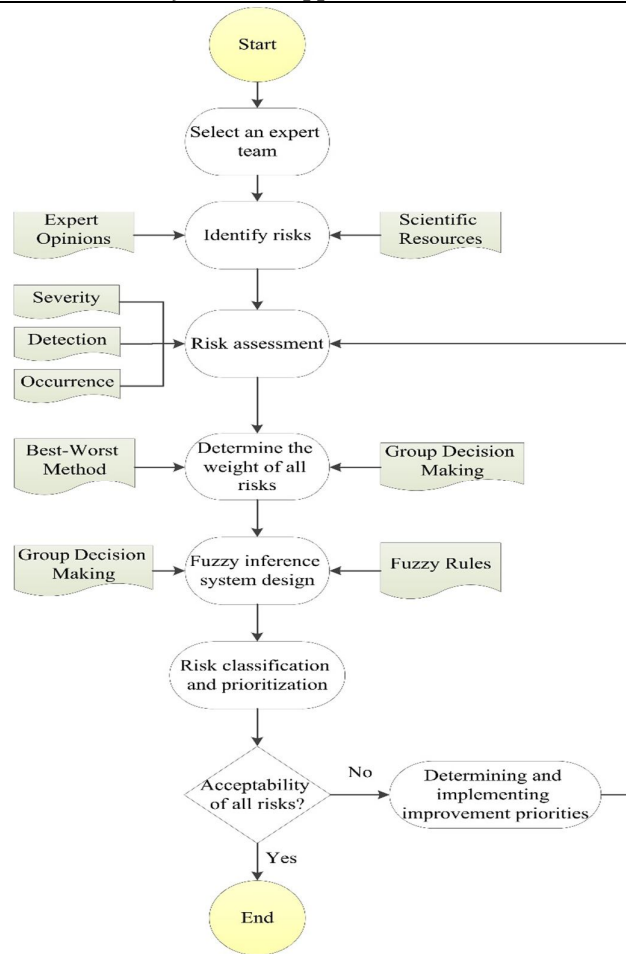 Start
Select an expert
team
Expert
Opinions
Identify risks
Scientific
Resources
Severity
Detection
Occurrence
Risk assessment
Best-Worst
Method
Determine the
weight of all
risks
Group Decision
Making
Group Decision
Making
Fuzzy inference
system design
Fuzzy Rules
Risk classification
and prioritization
Acceptability
of all risks?
No
Determining and
implementing
improvement priorities
Yes
End